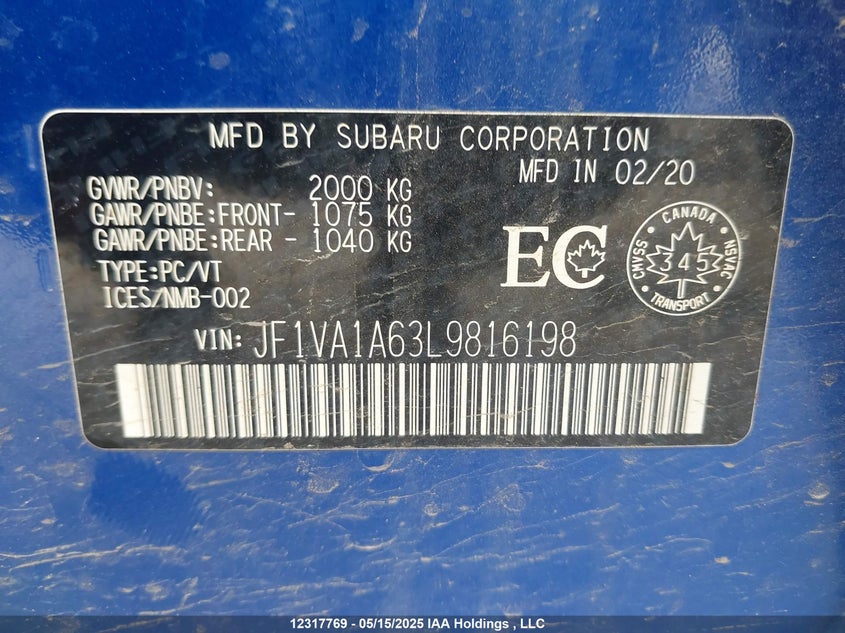 MFD BY SUBARU CORPORATION
MFD IN 02/20
GVWR/PNBV: 2000 KG
GAWR/PNBE:FRONT- 1075 KG
GAWR/PNBE:REAR - 1040 KG
TYPE:PC/VT
ICES/NMB-002
EC
CANADA
CMVSS
345
NSVAC
TRANSPORT
VIN: JF1VA1A63L9816198
12317769 - 05/15/2025 IAA Holdings , LLC